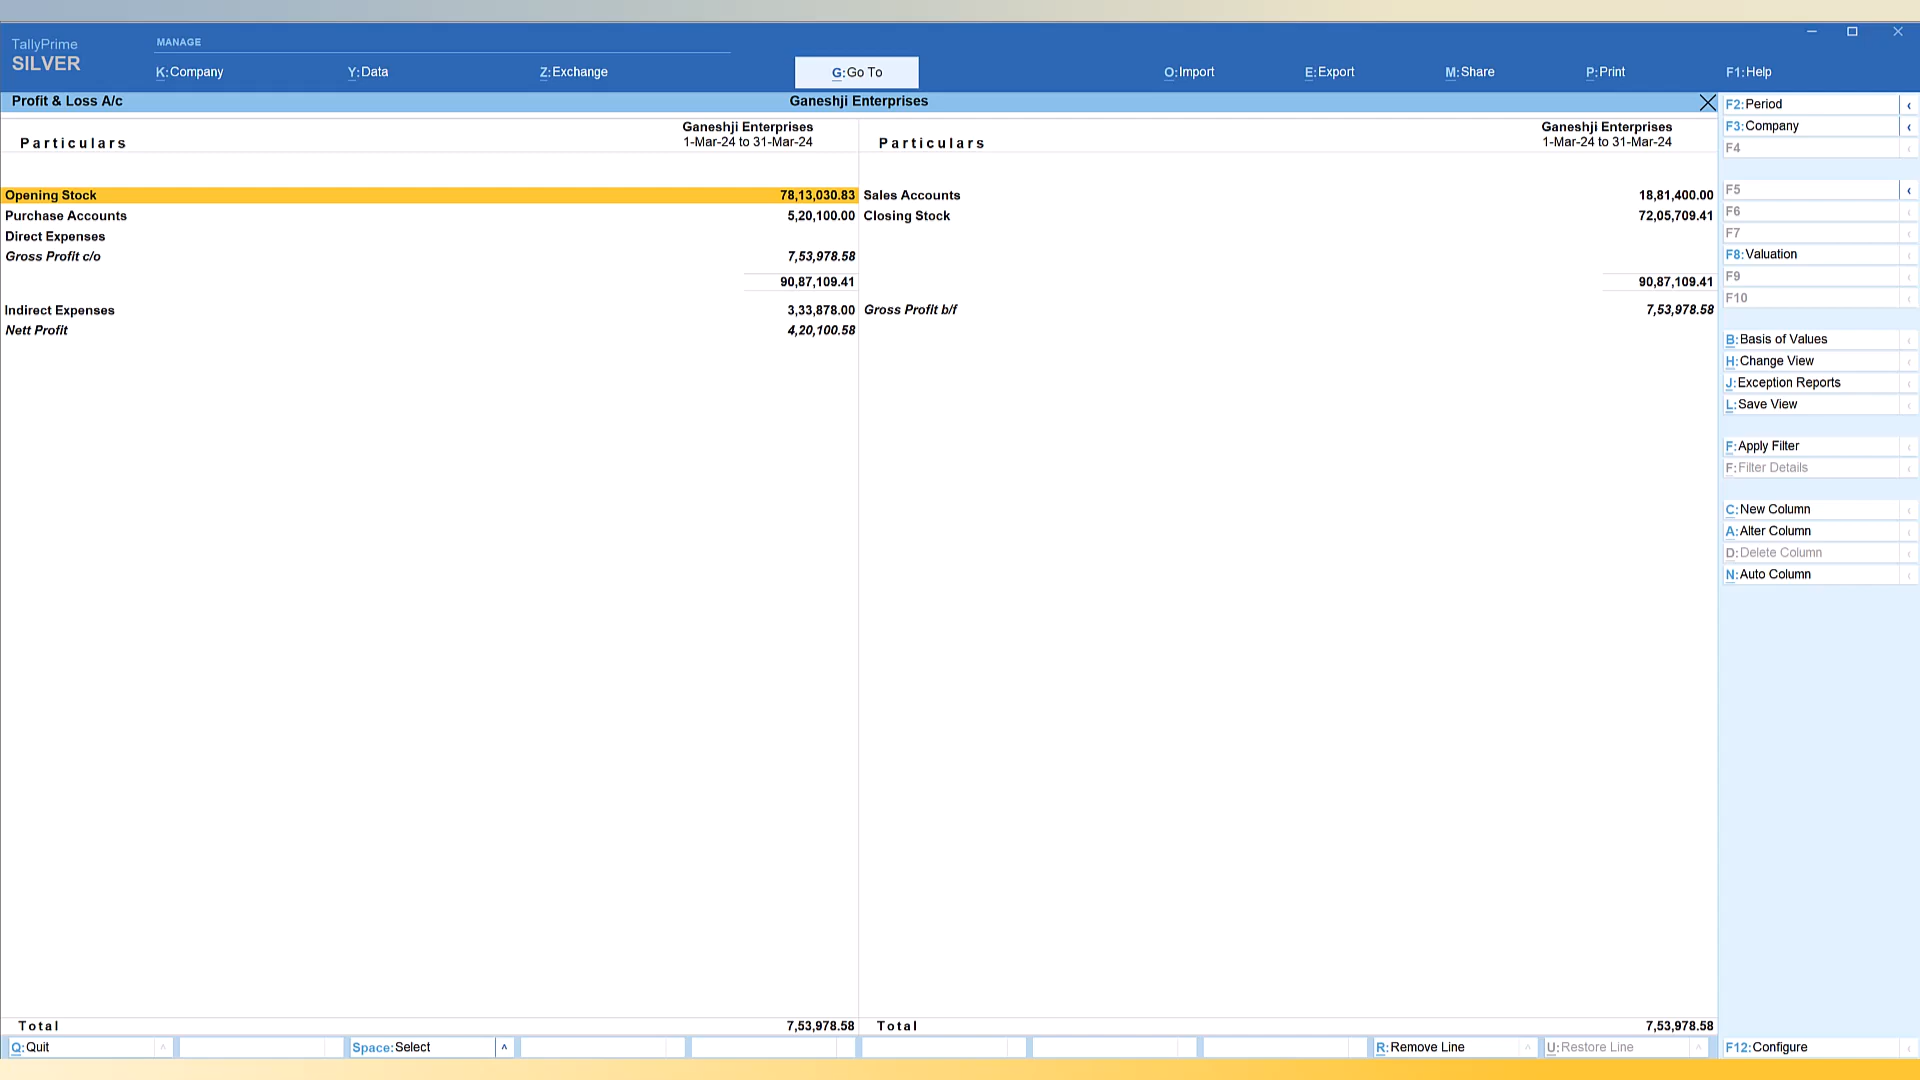 TallyPrime
SILVER
MANAGE
K:Company
Y:Data
Z:Exchange
G:Go To
O:Import
E:Export
M:Share
P:Print
F1:Help
Profit & Loss A/c
Ganeshji Enterprises
Particulars
Ganeshji Enterprises
1-Mar-24 to 31-Mar-24
Particulars
Ganeshji Enterprises
1-Mar-24 to 31-Mar-24
Opening Stock 78,13,030.83
Purchase Accounts 5,20,100.00
Direct Expenses
Gross Profit c/o 7,53,978.58
90,87,109.41
Indirect Expenses 3,33,878.00
Nett Profit 4,20,100.58
Total 7,53,978.58
Sales Accounts 18,81,400.00
Closing Stock 72,05,709.41
90,87,109.41
Gross Profit b/f 7,53,978.58
Total 7,53,978.58
F2:Period
F3:Company
F4
F5
F6
F7
F8:Valuation
F9
F10
B:Basis of Values
H:Change View
J:Exception Reports
L:Save View
F:Apply Filter
F:Filter Details
C:New Column
A:Alter Column
D:Delete Column
N:Auto Column
Q:Quit
Space:Select
R:Remove Line
U:Restore Line
F12:Configure